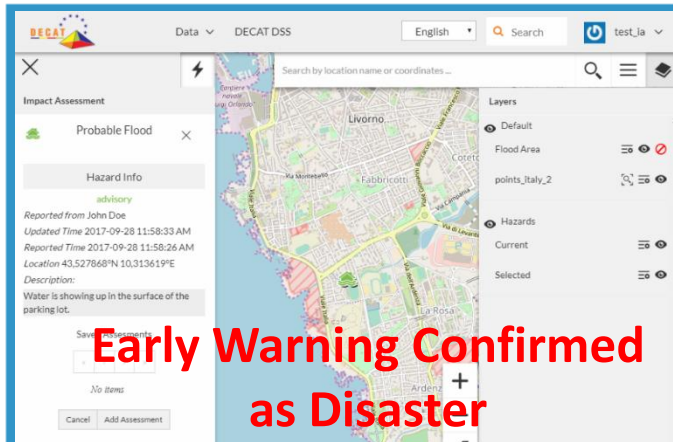 DECAT
Data
DECAT DSS
English
Search
test_ia
Search by location name or coordinates ...
Impact Assessment
Probable Flood
Hazard Info
advisory
Reported from John Doe
Updated Time 2017-09-28 11:58:33 AM
Reported Time 2017-09-28 11:58:26 AM
Location 43,527868°N 10,313619°E
Description:
Water is showing up in the surface of the
parking lot.
No items
Cancel
Add Assessment
Livorno
Fabbricotti
Via Montebello
Viale Italia
La Rosa
Layers
Default
Flood Area
points_italy_2
Hazards
Current
Selected
+
Early Warning Confirmed
as Disaster